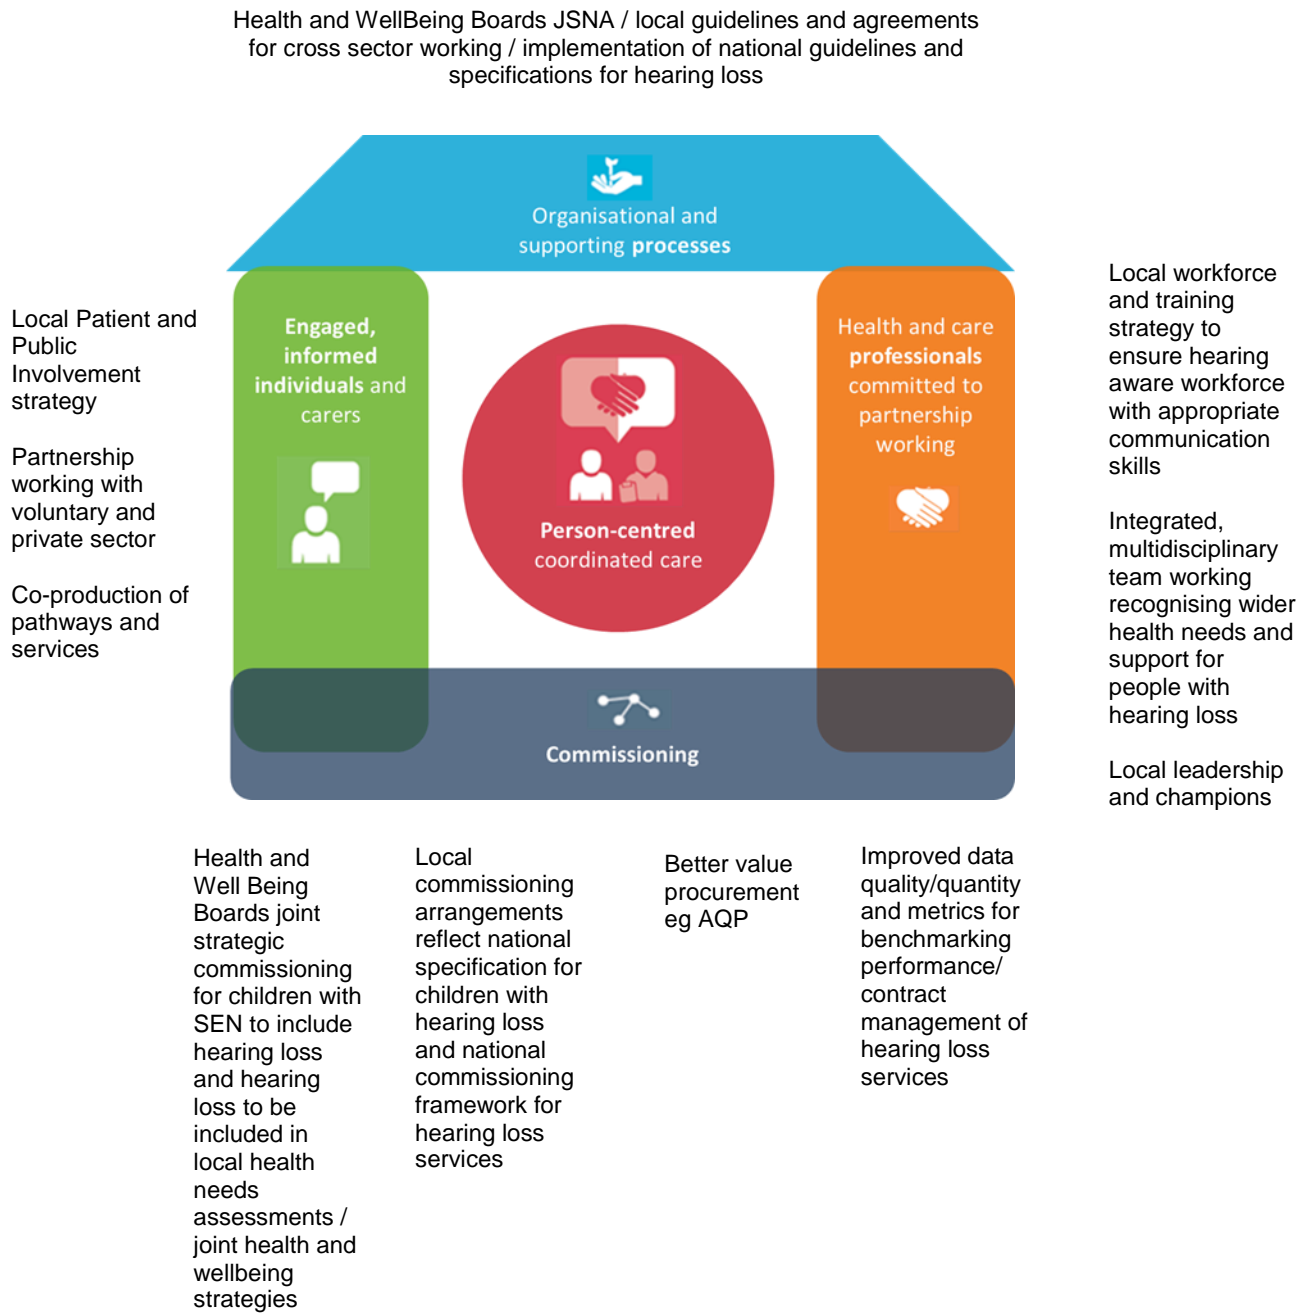 Health and WellBeing Boards JSNA / local guidelines and agreements
for cross sector working / implementation of national guidelines and
specifications for hearing loss
Organisational and
supporting processes
Local Patient and
Public
Involvement
strategy
Partnership
working with
voluntary and
private sector
Co-production of
pathways and
services
Engaged,
informed
individuals and
carers
Person-centred
coordinated care
Health and care
professionals
committed to
partnership
working
Local workforce
and training
strategy to
ensure hearing
aware workforce
with appropriate
communication
skills
Integrated,
multidisciplinary
team working
recognising wider
health needs and
support for
people with
hearing loss
Local leadership
and champions
Commissioning
Health and
Well Being
Boards joint
strategic
commissioning
for children with
SEN to include
hearing loss
and hearing
loss to be
included in
local health
needs
assessments /
joint health and
wellbeing
strategies
Local
commissioning
arrangements
reflect national
specification for
children with
hearing loss
and national
commissioning
framework for
hearing loss
services
Better value
procurement
eg AQP
Improved data
quality/quantity
and metrics for
benchmarking
performance/
contract
management of
hearing loss
services